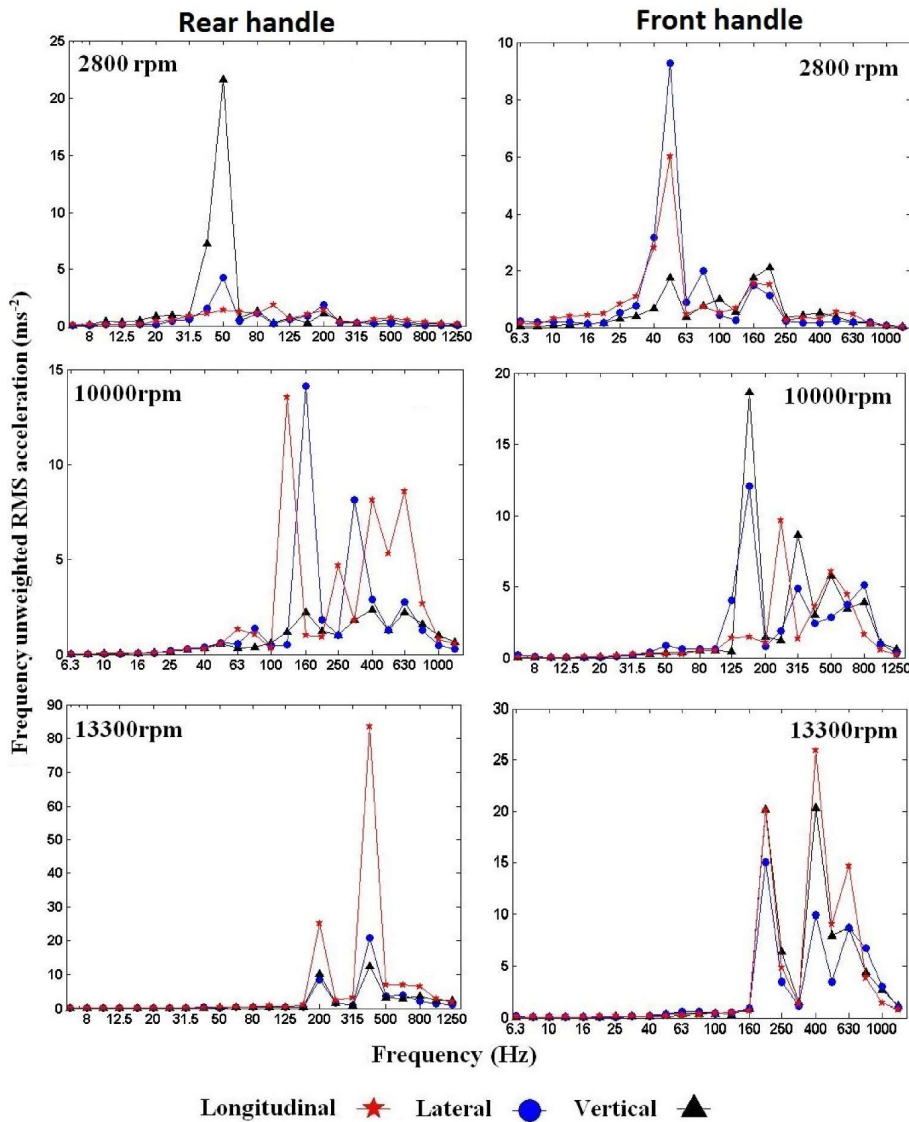 Rear handle
Front handle
Frequency unweighted RMS acceleration (ms⁻²)
2800 rpm
25
20
15
10
5
0
8 12.5 20 31.5 50 80 125 200 315 500 800 1250
2800 rpm
10
8
6
4
2
0
6.3 10 16 25 40 63 100 160 250 400 630 1000
10000rpm
15
10
5
0
6.3 10 16 25 40 63 100 160 250 400 630 1000
10000rpm
20
15
10
5
0
8 12.5 20 31.5 50 80 125 200 315 500 800 1250
13300rpm
90
80
70
60
50
40
30
20
10
0
8 12.5 20 31.5 50 80 125 200 315 500 800 1250
13300rpm
30
25
20
15
10
5
0
6.3 10 16 25 40 63 100 160 250 400 630 1000
Frequency (Hz)
Longitudinal Lateral Vertical